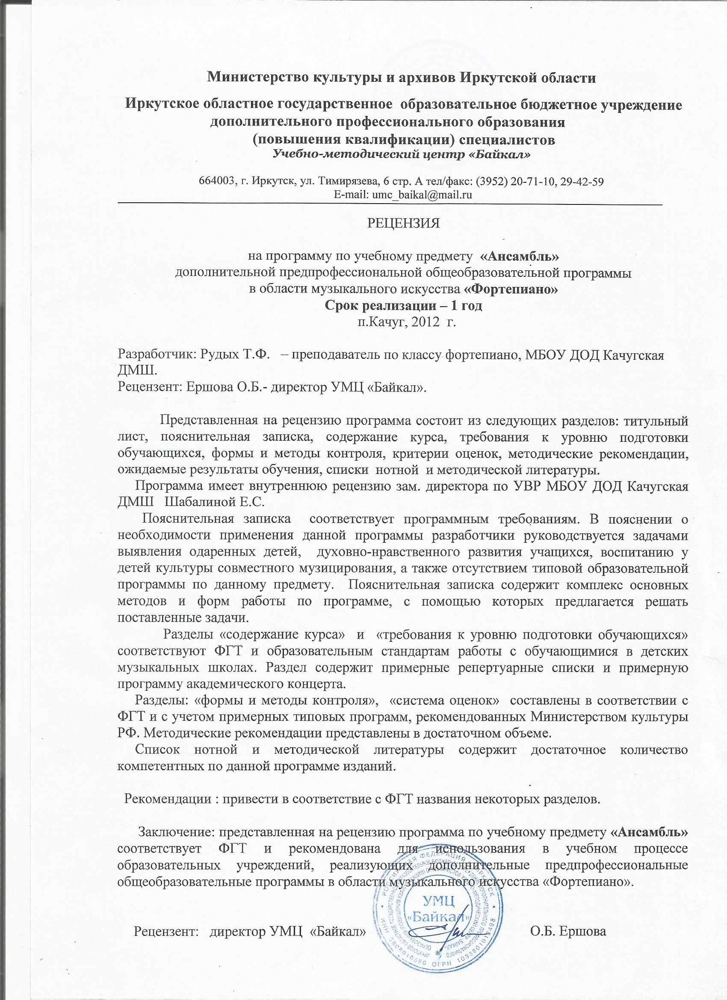 Министерство культуры и архивов Иркутской области
Иркутское областное государственное образовательное бюджетное учреждение
дополнительного профессионального образования
(повышения квалификации) специалистов
Учебно-методический центр «Байкал»
664003, г. Иркутск, ул. Тимирязева, 6 стр. А тел/факс: (3952) 20-71-10, 29-42-59
E-mail: umc_baikal@mail.ru
РЕЦЕНЗИЯ
на программу по учебному предмету «Ансамбль»
дополнительной предпрофессиональной общеобразовательной программы
в области музыкального искусства «Фортепиано»
Срок реализации – 1 год
п.Качуг, 2012 г.
Разработчик: Рудых Т.Ф. – преподаватель по классу фортепиано, МБОУ ДОД Качугская
ДМШ.
Рецензент: Ершова О.Б.- директор УМЦ «Байкал».
Представленная на рецензию программа состоит из следующих разделов: титульный
лист, пояснительная записка, содержание курса, требования к уровню подготовки
обучающихся, формы и методы контроля, критерии оценок, методические рекомендации,
ожидаемые результаты обучения, списки нотной и методической литературы.
Программа имеет внутреннюю рецензию зам. директора по УВР МБОУ ДОД Качугская
ДМШ Шабалиной Е.С.
Пояснительная записка соответствует программным требованиям. В пояснении о
необходимости применения данной программы разработчики руководствуется задачами
выявления одаренных детей, духовно-нравственного развития учащихся, воспитанию у
детей культуры совместного музицирования, а также отсутствием типовой образовательной
программы по данному предмету. Пояснительная записка содержит комплекс основных
методов и форм работы по программе, с помощью которых предлагается решать
поставленные задачи.
Разделы «содержание курса» и «требования к уровню подготовки обучающихся»
соответствуют ФГТ и образовательным стандартам работы с обучающимися в детских
музыкальных школах. Раздел содержит примерные репертуарные списки и примерную
программу академического концерта.
Разделы: «формы и методы контроля», «система оценок» составлены в соответствии с
ФГТ и с учетом примерных типовых программ, рекомендованных Министерством культуры
РФ. Методические рекомендации представлены в достаточном объеме.
Список нотной и методической литературы содержит достаточное количество
компетентных по данной программе изданий.
Рекомендации : привести в соответствие с ФГТ названия некоторых разделов.
Заключение: представленная на рецензию программа по учебному предмету «Ансамбль»
соответствует ФГТ и рекомендована для использования в учебном процессе
образовательных учреждений, реализующих дополнительные предпрофессиональные
общеобразовательные программы в области музыкального искусства «Фортепиано».
УМЦ
«Байкал»
РОССИЙСКАЯ ФЕДЕРАЦИЯ Г. ИРКУТСК
Рецензент: директор УМЦ «Байкал» О.Б. Ершова